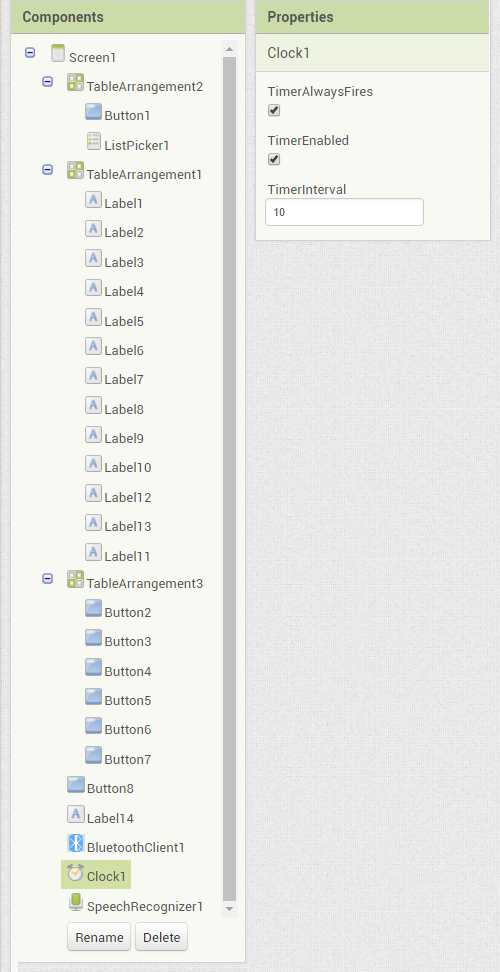 Components
Screen1
TableArrangement2
Button1
ListPicker1
TableArrangement1
A Label1
A Label2
A Label3
A Label4
A Label5
A Label6
A Label7
A Label8
A Label9
A Label10
A Label12
A Label13
A Label11
TableArrangement3
Button2
Button3
Button4
Button5
Button6
Button7
Button8
A Label14
BluetoothClient1
Clock1
SpeechRecognizer1
Rename Delete
Properties
Clock1
TimerAlwaysFires
TimerEnabled
TimerInterval
10